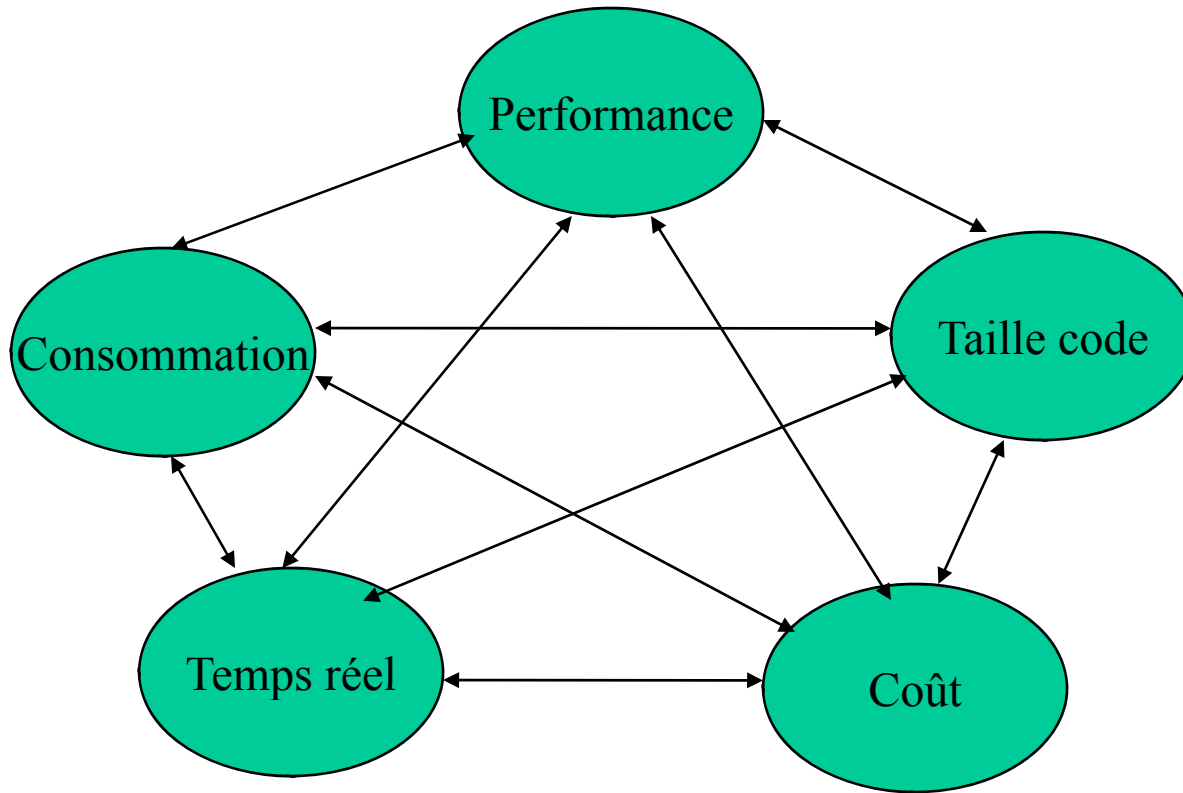 Performance
Consommation
Taille code
Temps réel
Coût